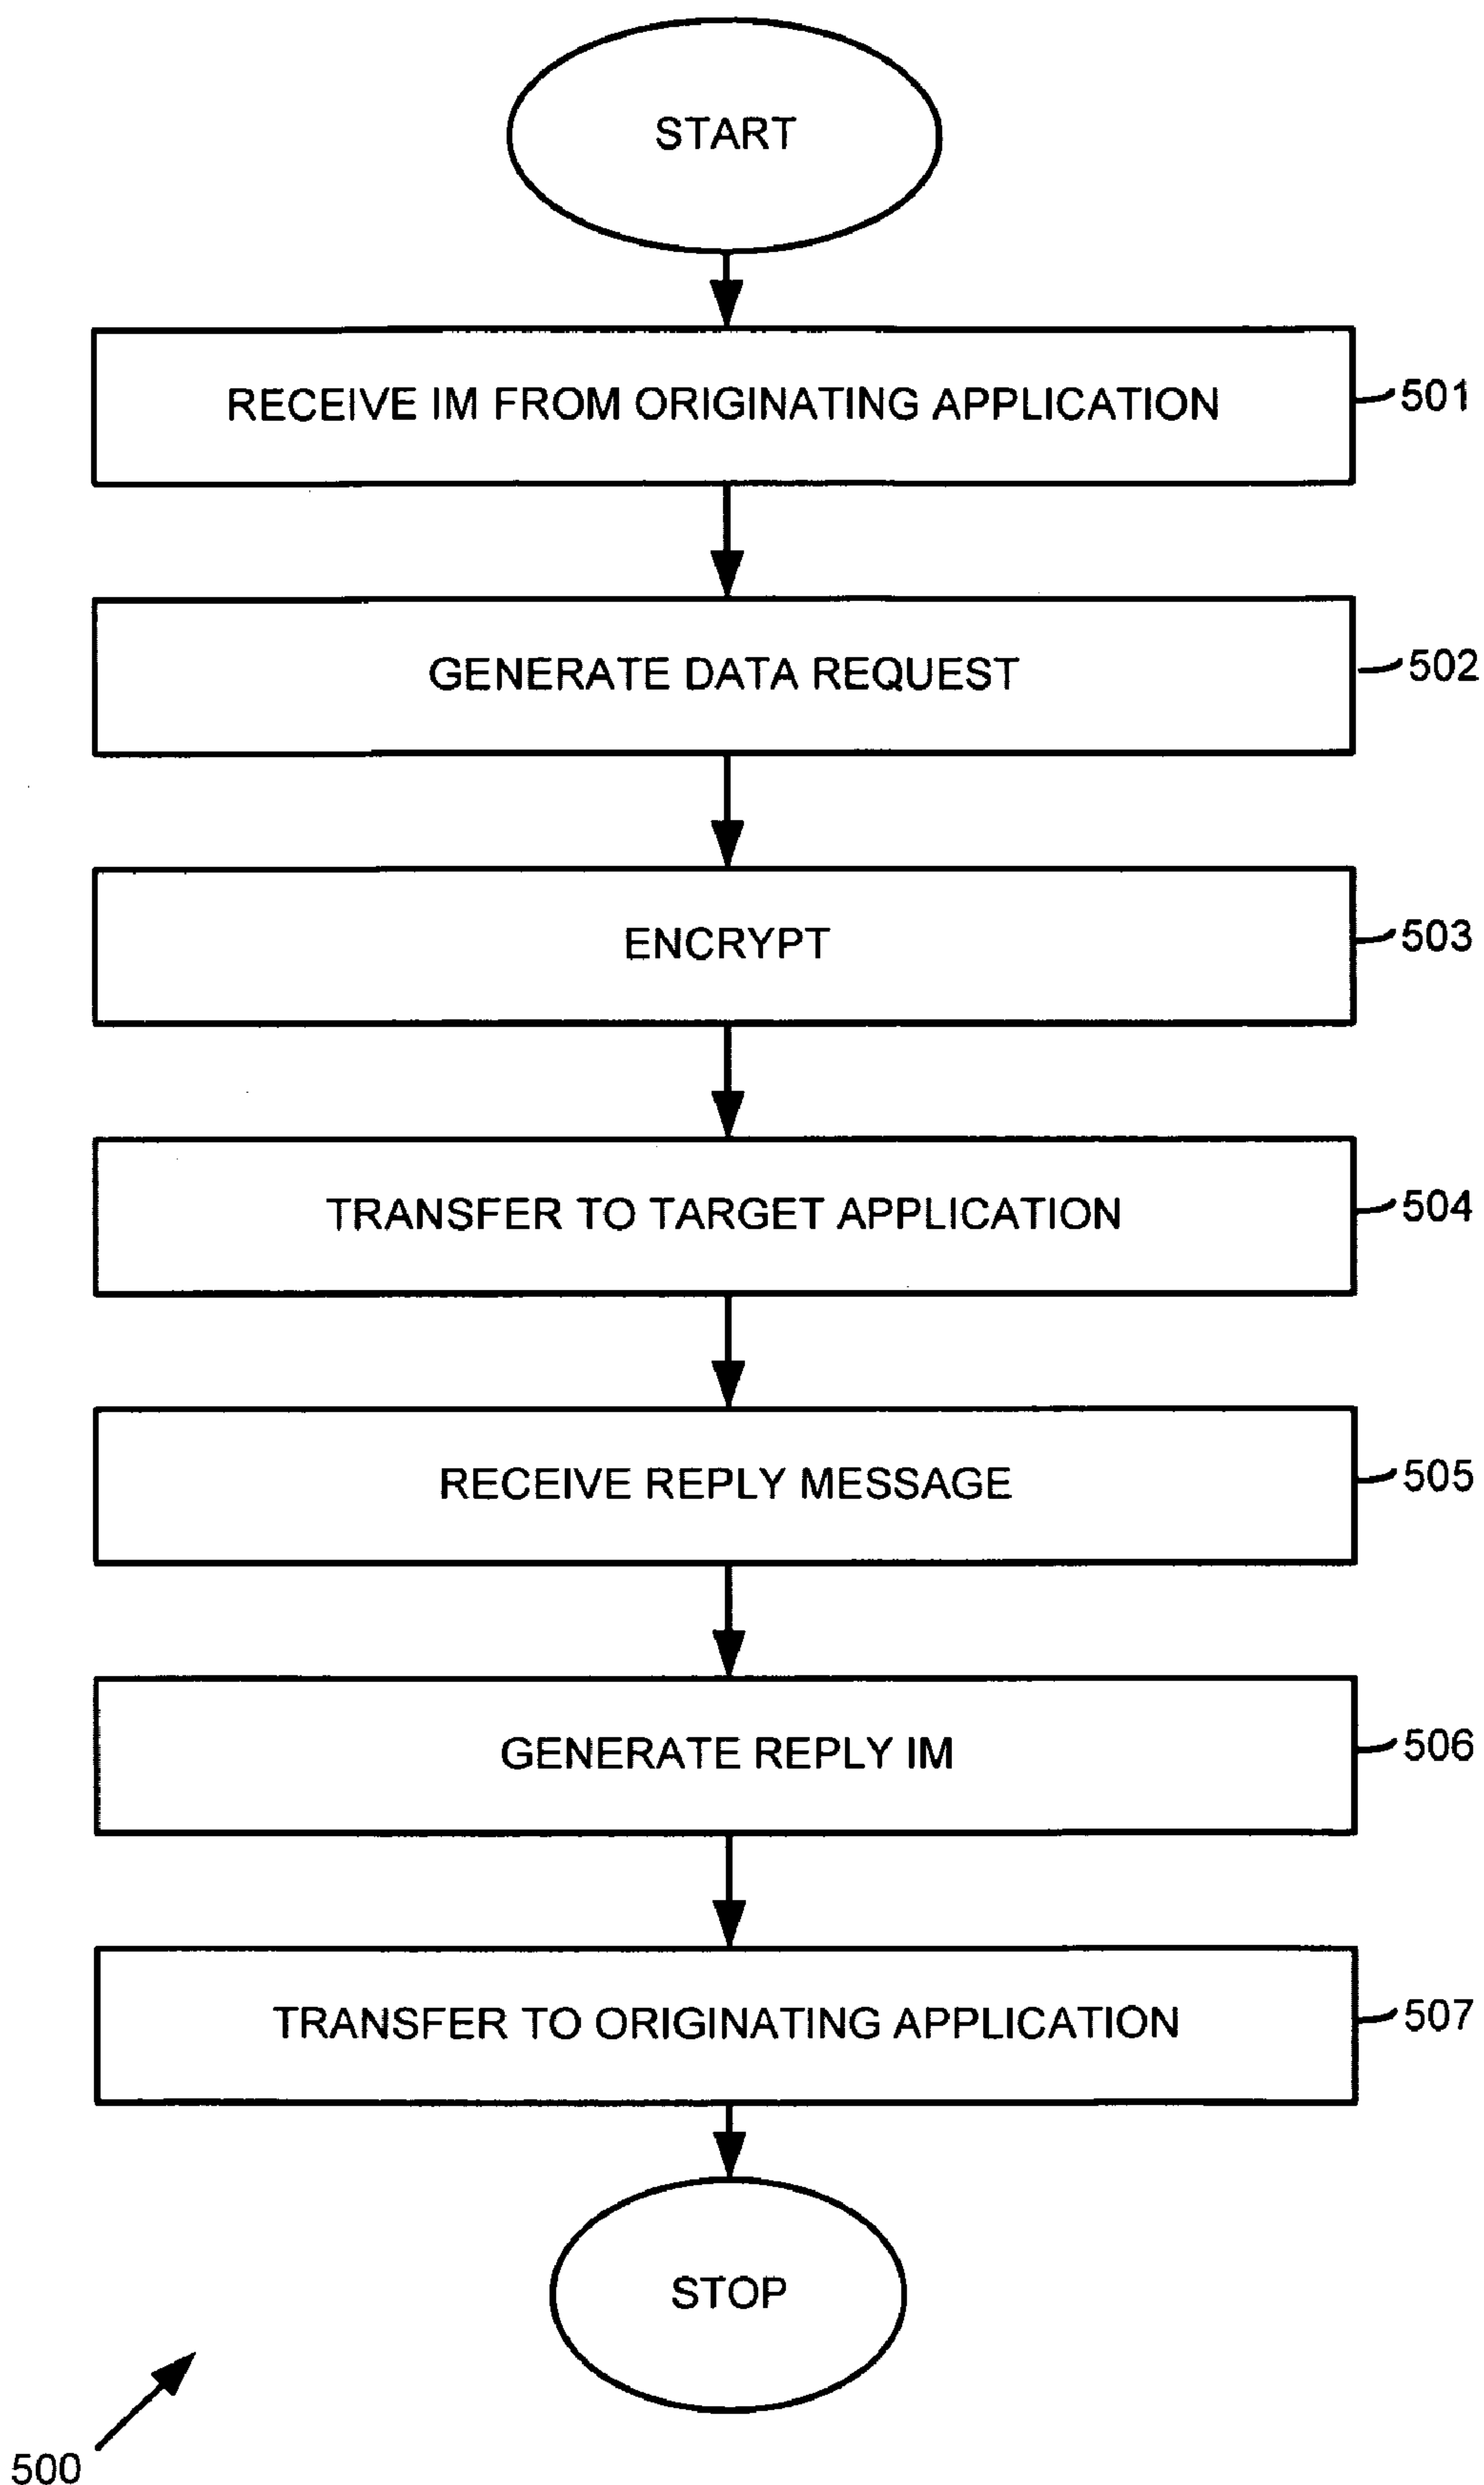 START
RECEIVE IM FROM ORIGINATING APPLICATION
501
GENERATE DATA REQUEST
502
ENCRYPT
503
TRANSFER TO TARGET APPLICATION
504
RECEIVE REPLY MESSAGE
505
GENERATE REPLY IM
506
TRANSFER TO ORIGINATING APPLICATION
507
STOP
500